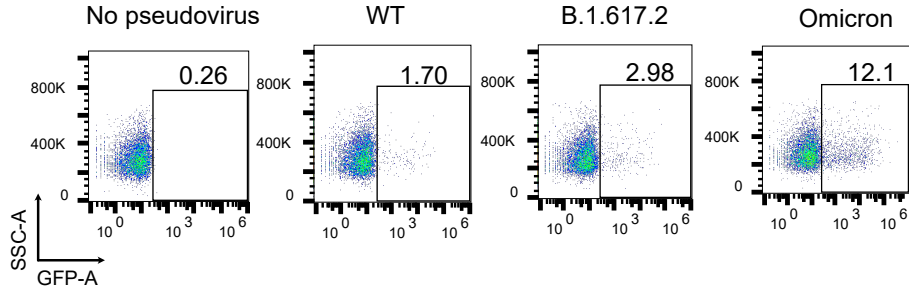 No pseudovirus WT B.1.617.2 Omicron
0.26 1.70 2.98 12.1
800K 800K 800K 800K
400K 400K 400K 400K
0 0 0 0
10 0 10 3 10 6 10 0 10 3 10 6 10 0 10 3 10 6 10 0 10 3 10 6
SSC-A
GFP-A